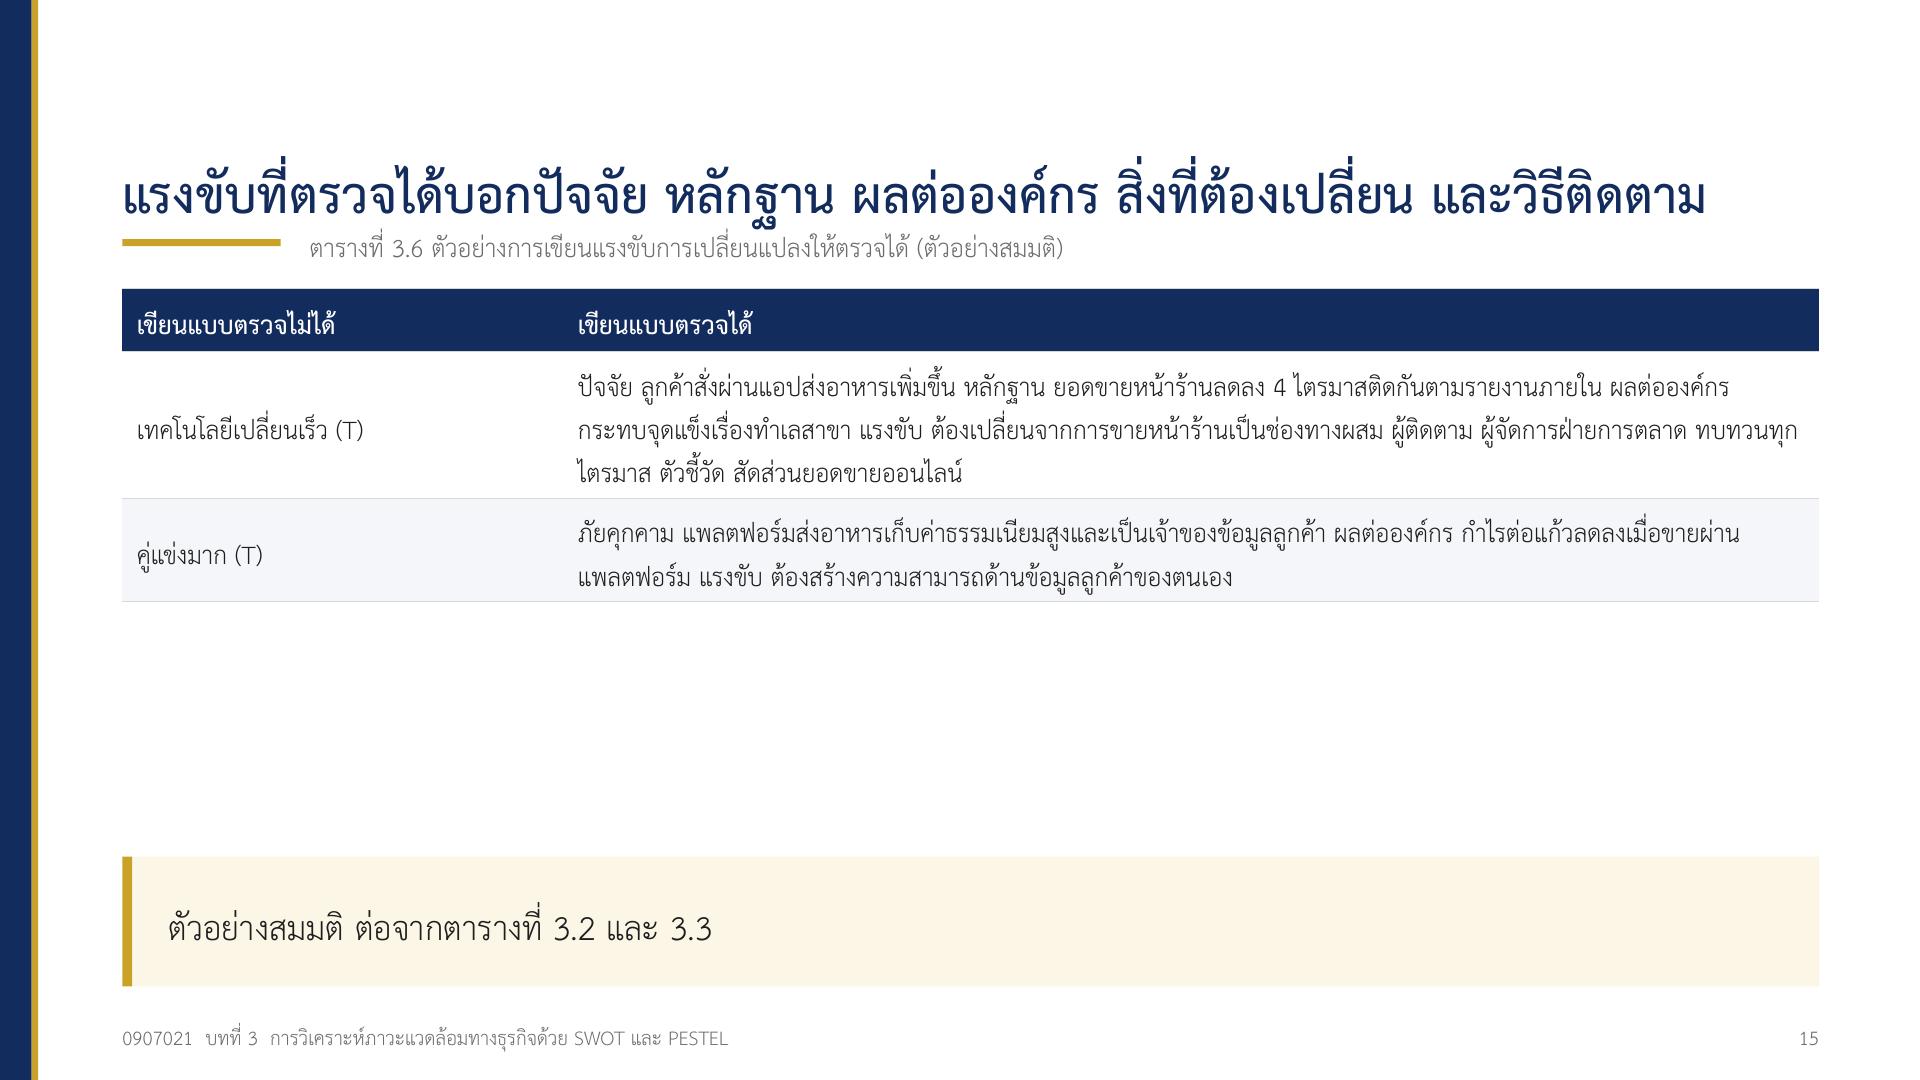 แรงขับที่ตรวจได้บอกปัจจัย หลักฐาน ผลต่อองค์กร สิ่งที่ต้องเปลี่ยน และวิธีติดตาม
ตารางที่ 3.6 ตัวอย่างการเขียนแรงขับการเปลี่ยนแปลงให้ตรวจได้ (ตัวอย่างสมมติ)
เขียนแบบตรวจไม่ได้ เขียนแบบตรวจได้
เทคโนโลยีเปลี่ยนเร็ว (T)
ปัจจัย ลูกค้าสั่งผ่านแอปส่งอาหารเพิ่มขึ้น หลักฐาน ยอดขายหน้าร้านลดลง 4 ไตรมาสติดกันตามรายงานภายใน ผลต่อองค์กร
กระทบจุดแข็งเรื่องทำเลสาขา แรงขับ ต้องเปลี่ยนจากการขายหน้าร้านเป็นช่องทางผสม ผู้ติดตาม ผู้จัดการฝ่ายการตลาด ทบทวนทุก
ไตรมาส ตัวชี้วัด สัดส่วนยอดขายออนไลน์
คู่แข่งมาก (T)
ภัยคุกคาม แพลตฟอร์มส่งอาหารเก็บค่าธรรมเนียมสูงและเป็นเจ้าของข้อมูลลูกค้า ผลต่อองค์กร กำไรต่อแก้วลดลงเมื่อขายผ่าน
แพลตฟอร์ม แรงขับ ต้องสร้างความสามารถด้านข้อมูลลูกค้าของตนเอง
ตัวอย่างสมมติ ต่อจากตารางที่ 3.2 และ 3.3
0907021 บทที่ 3 การวิเคราะห์ภาวะแวดล้อมทางธุรกิจด้วย SWOT และ PESTEL
15